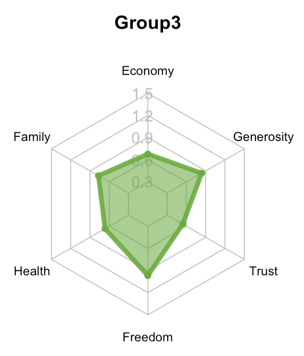 Group3
Economy
1.5
1.2
Family
0.9
Generosity
0.6
0.3
Health
Trust
Freedom